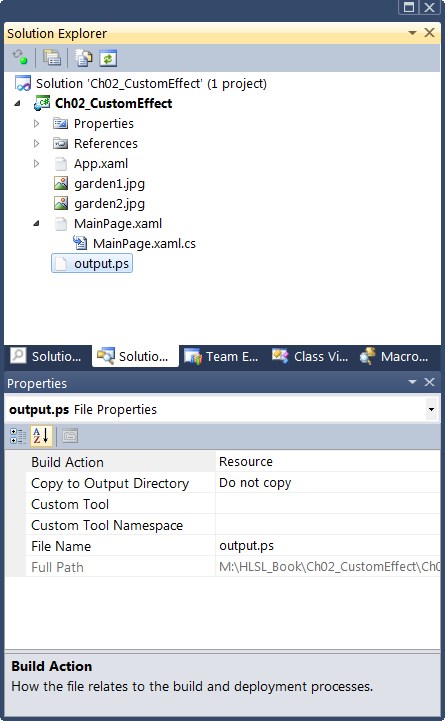 Solution Explorer
Solution 'Ch02_CustomEffect' (1 project)
Ch02_CustomEffect
Properties
References
App.xaml
garden1.jpg
garden2.jpg
MainPage.xaml
MainPage.xaml.cs
output.ps
Soluto... Solutio... Team E... Class Vi... Macro...
Properties
output.ps File Properties
Build Action Resource
Copy to Output Directory Do not copy
Custom Tool
Custom Tool Namespace
File Name output.ps
Full Path M:\HLSL_Book\Ch02_CustomEffect\Ch0
Build Action
How the file relates to the build and deployment processes.